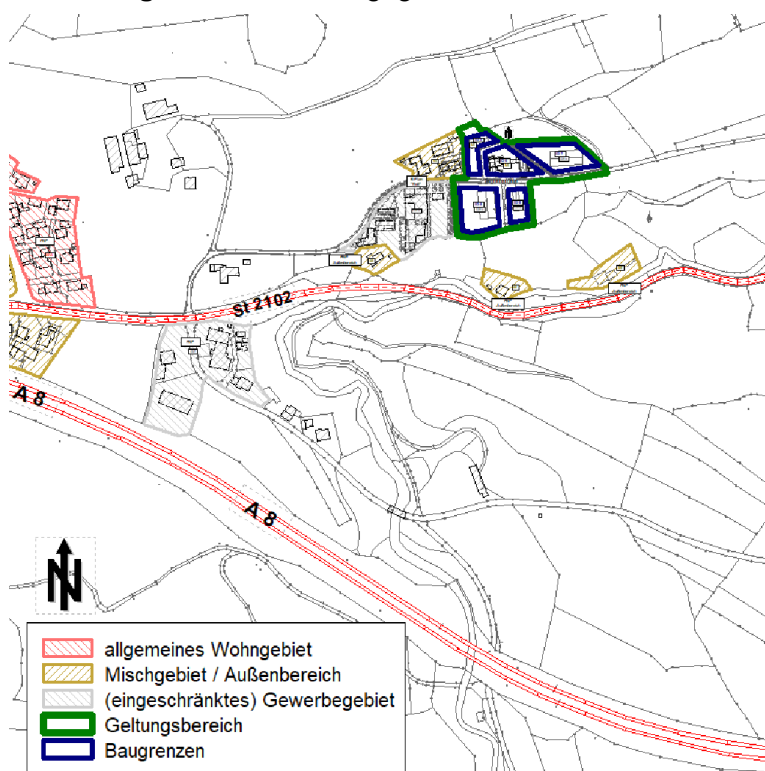 St 2102
A 8
A 8
N
allgemeines Wohngebiet
Mischgebiet / Außenbereich
(eingeschränktes) Gewerbegebiet
Geltungsbereich
Baugrenzen